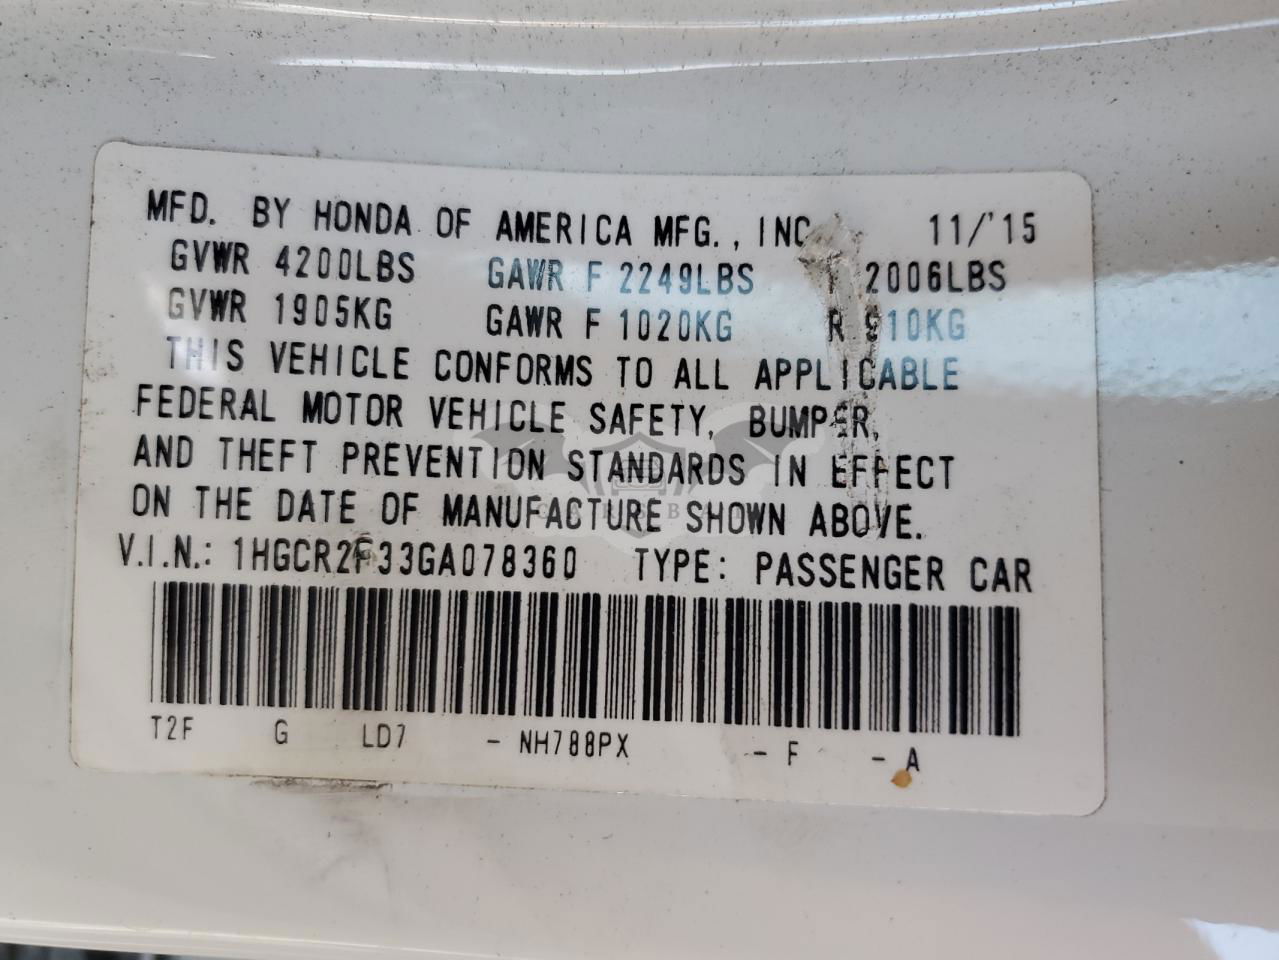 MFD. BY HONDA OF AMERICA MFG., INC 11/'15
GVWR 4200LBS GAWR F 2249LBS 2006LBS
GVWR 1905KG GAWR F 1020KG R 910KG
THIS VEHICLE CONFORMS TO ALL APPLICABLE
FEDERAL MOTOR VEHICLE SAFETY, BUMPER,
AND THEFT PREVENTION STANDARDS IN EFFECT
ON THE DATE OF MANUFACTURE SHOWN ABOVE.
V.I.N.: 1HGCR2F33GA078360 TYPE: PASSENGER CAR
T2F G LD7 - NH788PX - F - A